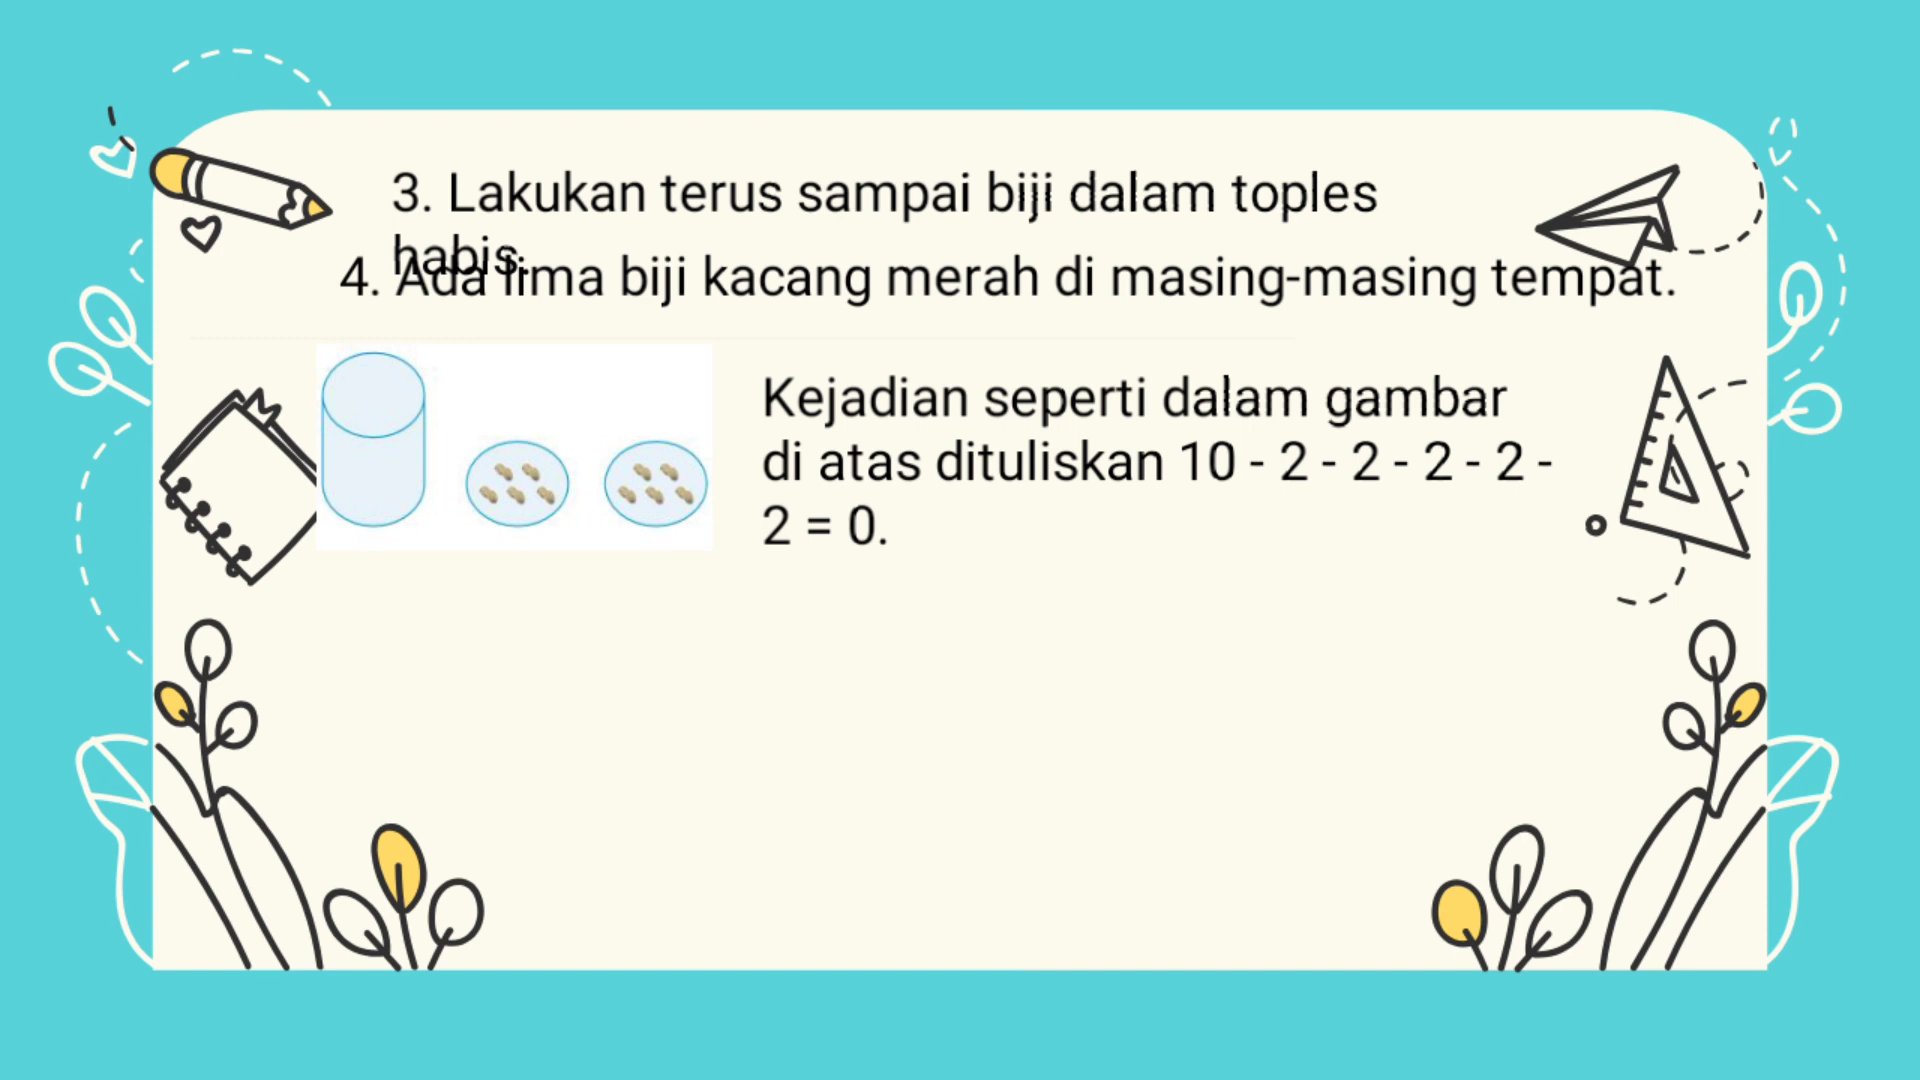 3. Lakukan terus sampai biji dalam toples
habis.
4. Ada lima biji kacang merah di masing-masing tempat.
Kejadian seperti dalam gambar
di atas dituliskan 10 - 2 - 2 - 2 - 2 -
2 = 0.